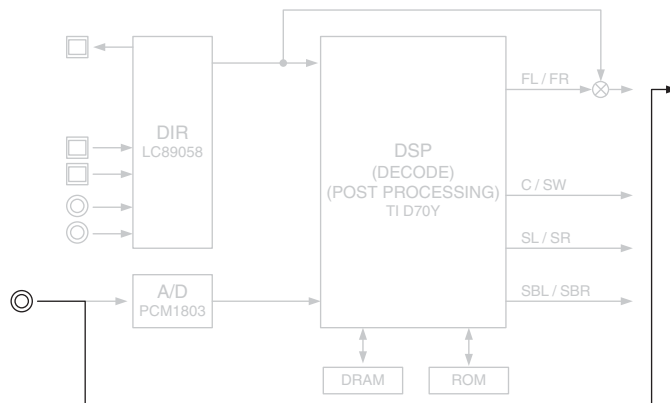 FL / FR
DIR
LC89058
DSP
(DECODE)
(POST PROCESSING)
TI D70Y
C / SW
SL / SR
A/D
PCM1803
SBL / SBR
DRAM
ROM